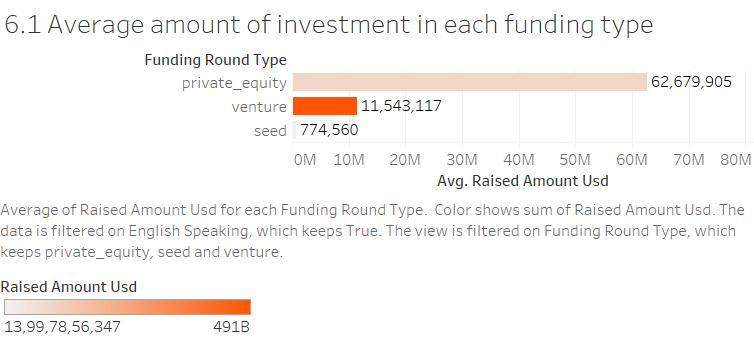 6.1 Average amount of investment in each funding type
Funding Round Type
private_equity 62,679,905
venture 11,543,117
seed 774,560
0M 10M 20M 30M 40M 50M 60M 70M 80M
Avg. Raised Amount Usd
Average of Raised Amount Usd for each Funding Round Type. Color shows sum of Raised Amount Usd. The
data is filtered on English Speaking, which keeps True. The view is filtered on Funding Round Type, which
keeps private_equity, seed and venture.
Raised Amount Usd
13,99,78,56,347 491B